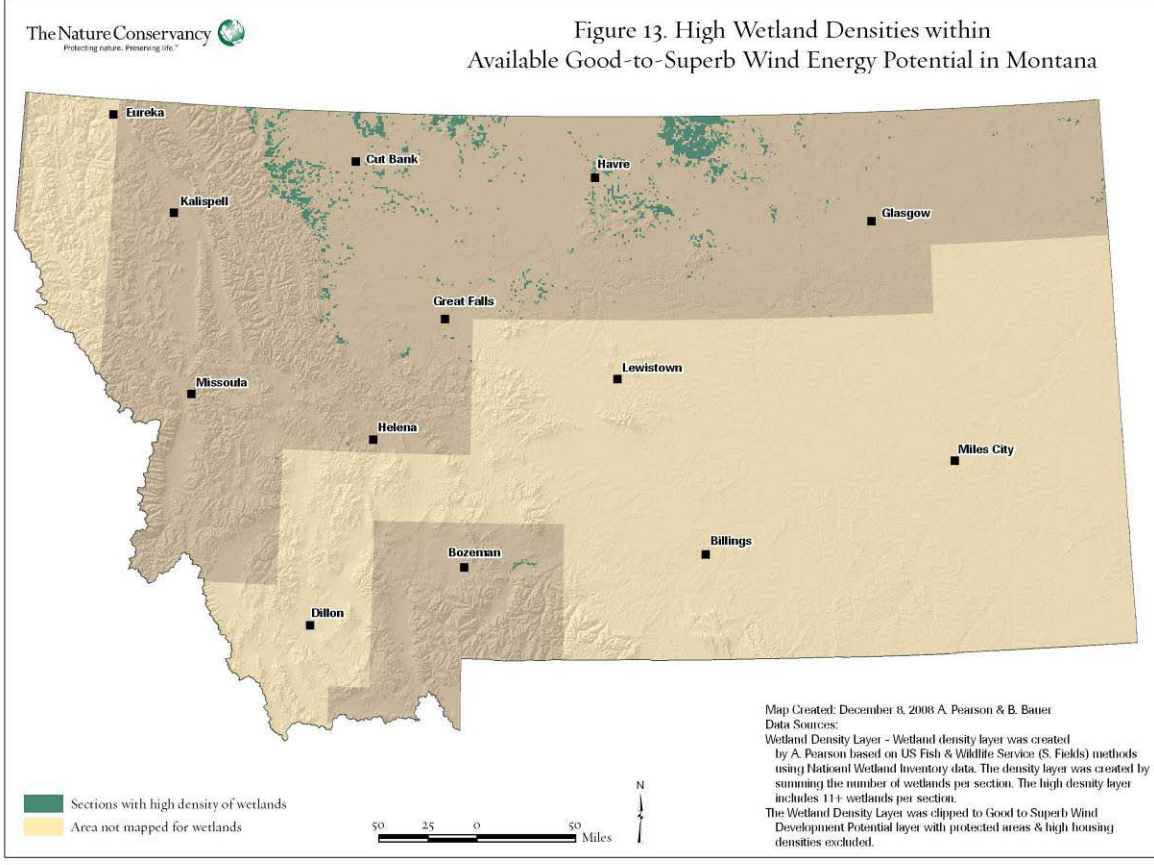 The Nature Conservancy
Protecting nature. Preserving life.™
Figure 13. High Wetland Densities within
Available Good-to-Superb Wind Energy Potential in Montana
Eureka
Cut Bank
Havre
Kalispell
Glasgow
Great Falls
Lewistown
Missoula
Helena
Miles City
Billings
Bozeman
Dillon
Map Created: December 8, 2008 A. Pearson & B. Bauer
Data Sources:
Wetland Density Layer - Wetland density layer was created
by A. Pearson based on US Fish & Wildlife Service (S. Fields) methods
using Natioanl Wetland Inventory data. The density layer was created by
summing the number of wetlands per section. The high desnity layer
includes 11+ wetlands per section.
The Wetland Density Layer was clipped to Good to Superb Wind
Development Potential layer with protected areas & high housing
densities excluded.
Sections with high density of wetlands
Area not mapped for wetlands
50 25 0 50
Miles
N